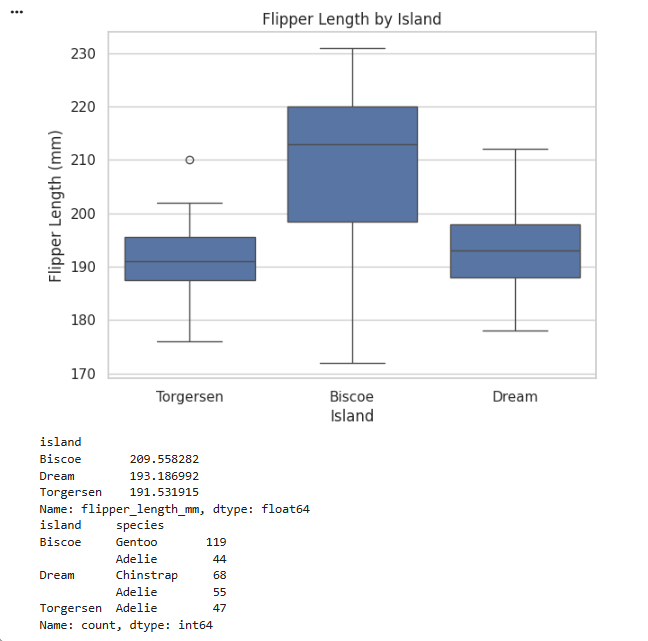 ...
Flipper Length by Island
230
220
210
200
190
180
170
Flipper Length (mm)
Torgersen Biscoe Dream
Island
island
Biscoe 209.558282
Dream 193.186992
Torgersen 191.531915
Name: flipper_length_mm, dtype: float64
island species
Biscoe Gentoo 119
Adelie 44
Dream Chinstrap 68
Adelie 55
Torgersen Adelie 47
Name: count, dtype: int64